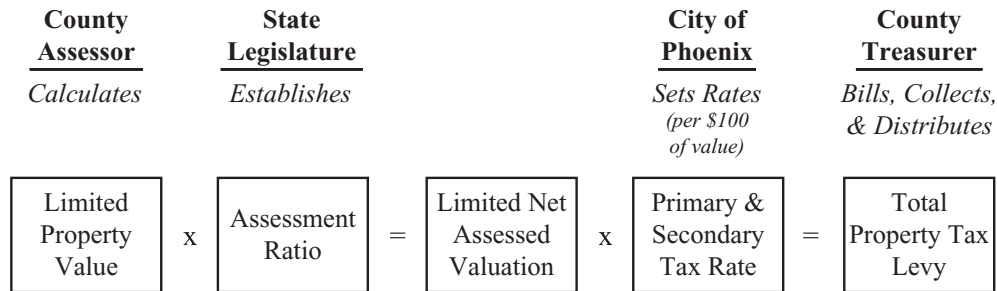 County
Assessor
Calculates
State
Legislature
Establishes
City of
Phoenix
Sets Rates
(per $100
of value)
County
Treasurer
Bills, Collects,
& Distributes
Limited
Property
Value
x
Assessment
Ratio
=
Limited Net
Assessed
Valuation
x
Primary &
Secondary
Tax Rate
=
Total
Property Tax
Levy